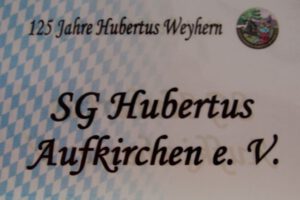 125 Jahre Hubertus Weyhern
SG Hubertus
Aufkirchen e. V.